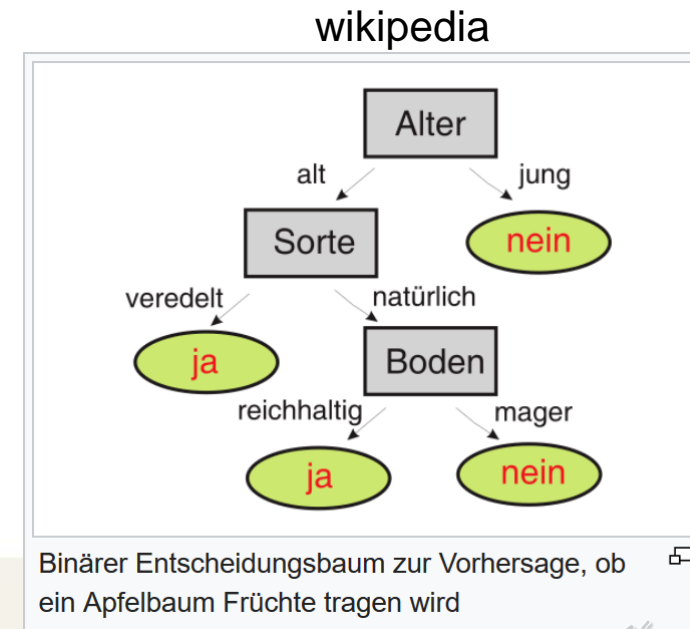 wikipedia
Alter
alt
jung
Sorte
nein
veredelt
natürlich
ja
Boden
reichhaltig
mager
ja
nein
Binärer Entscheidungsbaum zur Vorhersage, ob
ein Apfelbaum Früchte tragen wird